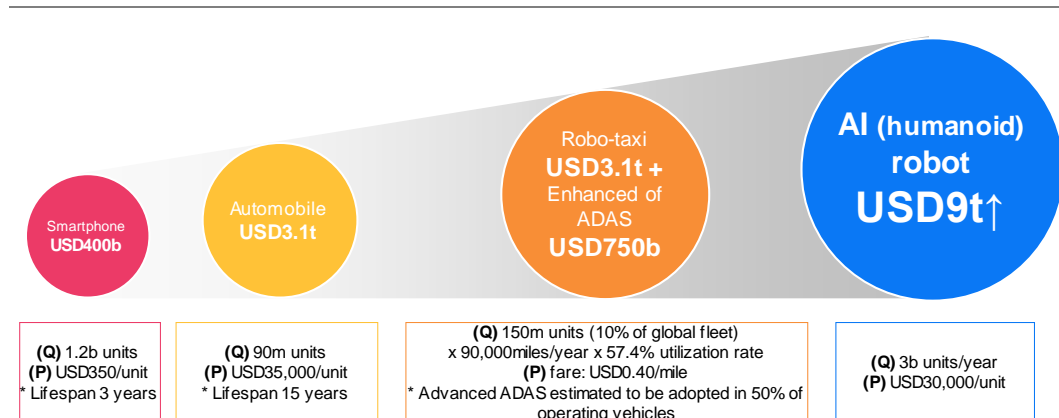 Smartphone
USD400b
Automobile
USD3.1t
Robo-taxi
USD3.1t +
Enhanced of
ADAS
USD750b
AI (humanoid)
robot
USD9t↑
(Q) 1.2b units
(P) USD350/unit
* Lifespan 3 years
(Q) 90m units
(P) USD35,000/unit
* Lifespan 15 years
(Q) 150m units (10% of global fleet)
x 90,000miles/year x 57.4% utilization rate
(P) fare: USD0.40/mile
* Advanced ADAS estimated to be adopted in 50% of
operating vehicles
(Q) 3b units/year
(P) USD30,000/unit